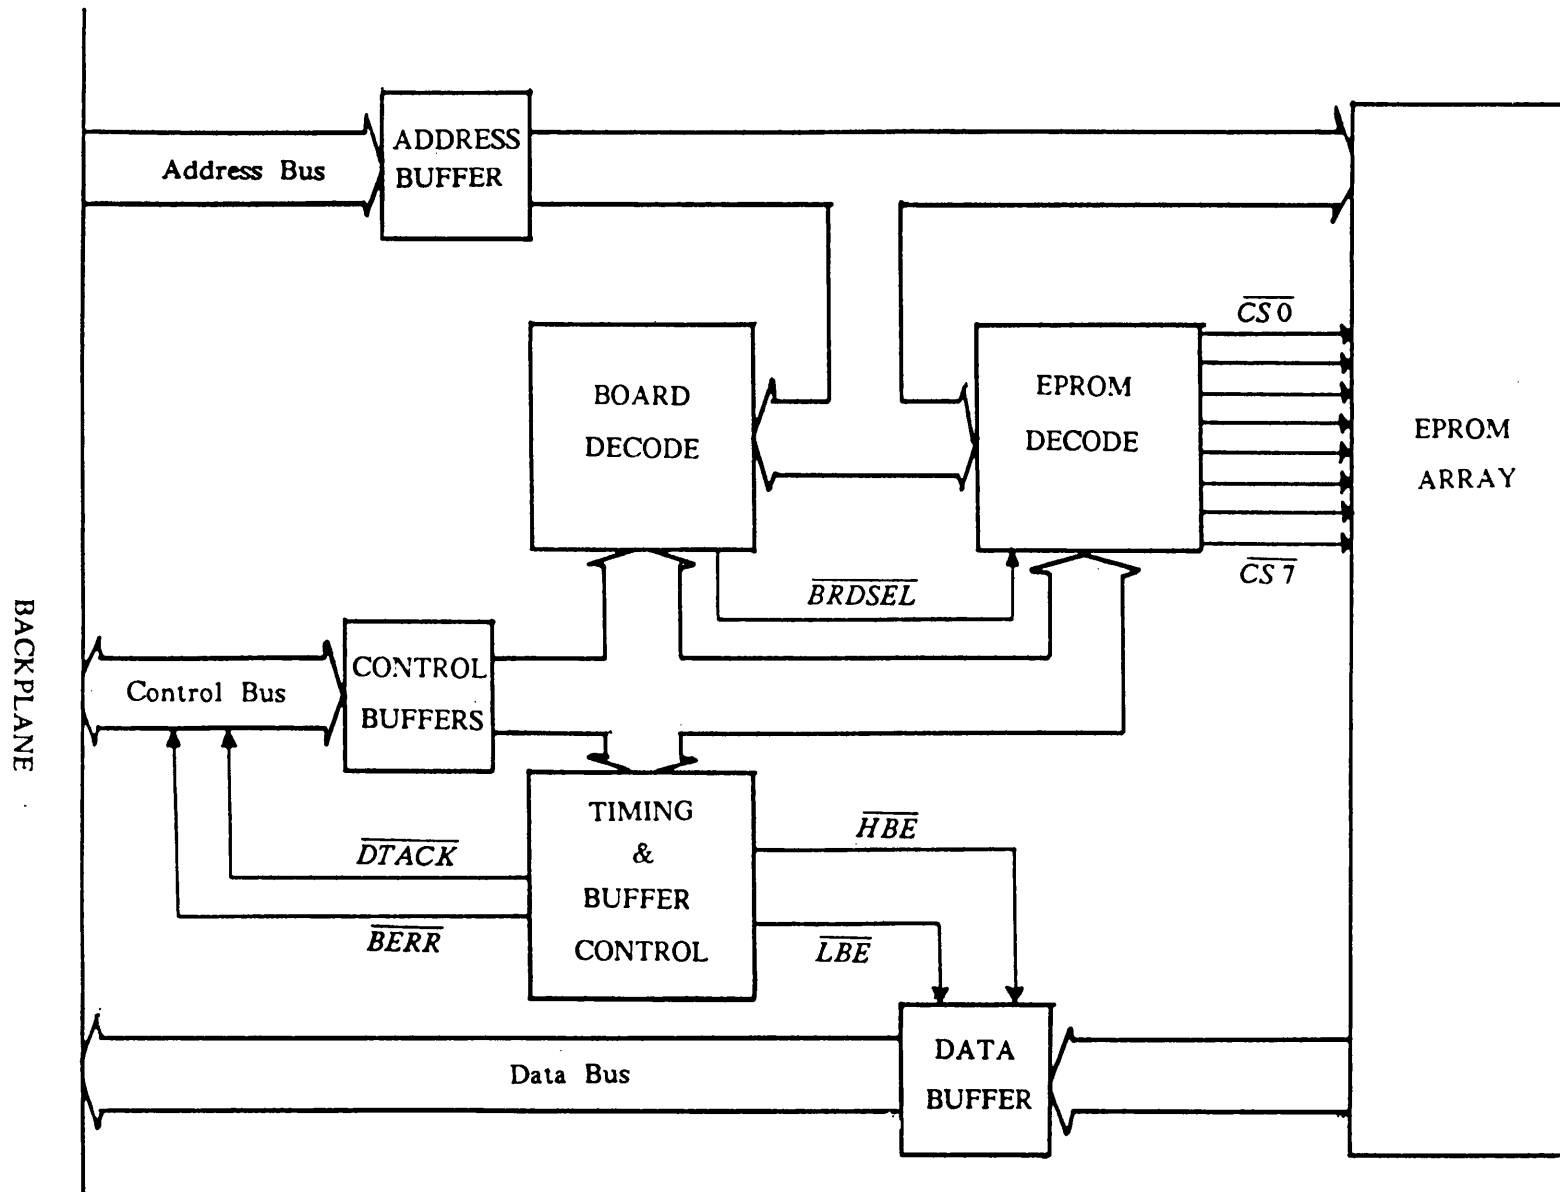 ADDRESS
BUFFER
Address Bus
CS0
BOARD
DECODE
EPROM
DECODE
EPROM
ARRAY
CS7
BRDSEL
BACKPLANE
Control Bus
CONTROL
BUFFERS
TIMING
&
BUFFER
CONTROL
HBE
DTACK
LBE
BERR
DATA
BUFFER
Data Bus